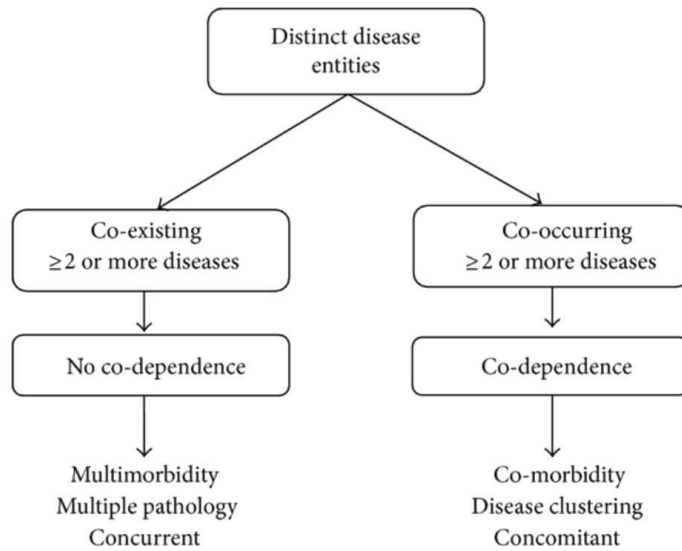 Distinct disease
entities
Co-existing
≥2 or more diseases
No co-dependence
Multimorbidity
Multiple pathology
Concurrent
Co-occurring
≥2 or more diseases
Co-dependence
Co-morbidity
Disease clustering
Concomitant